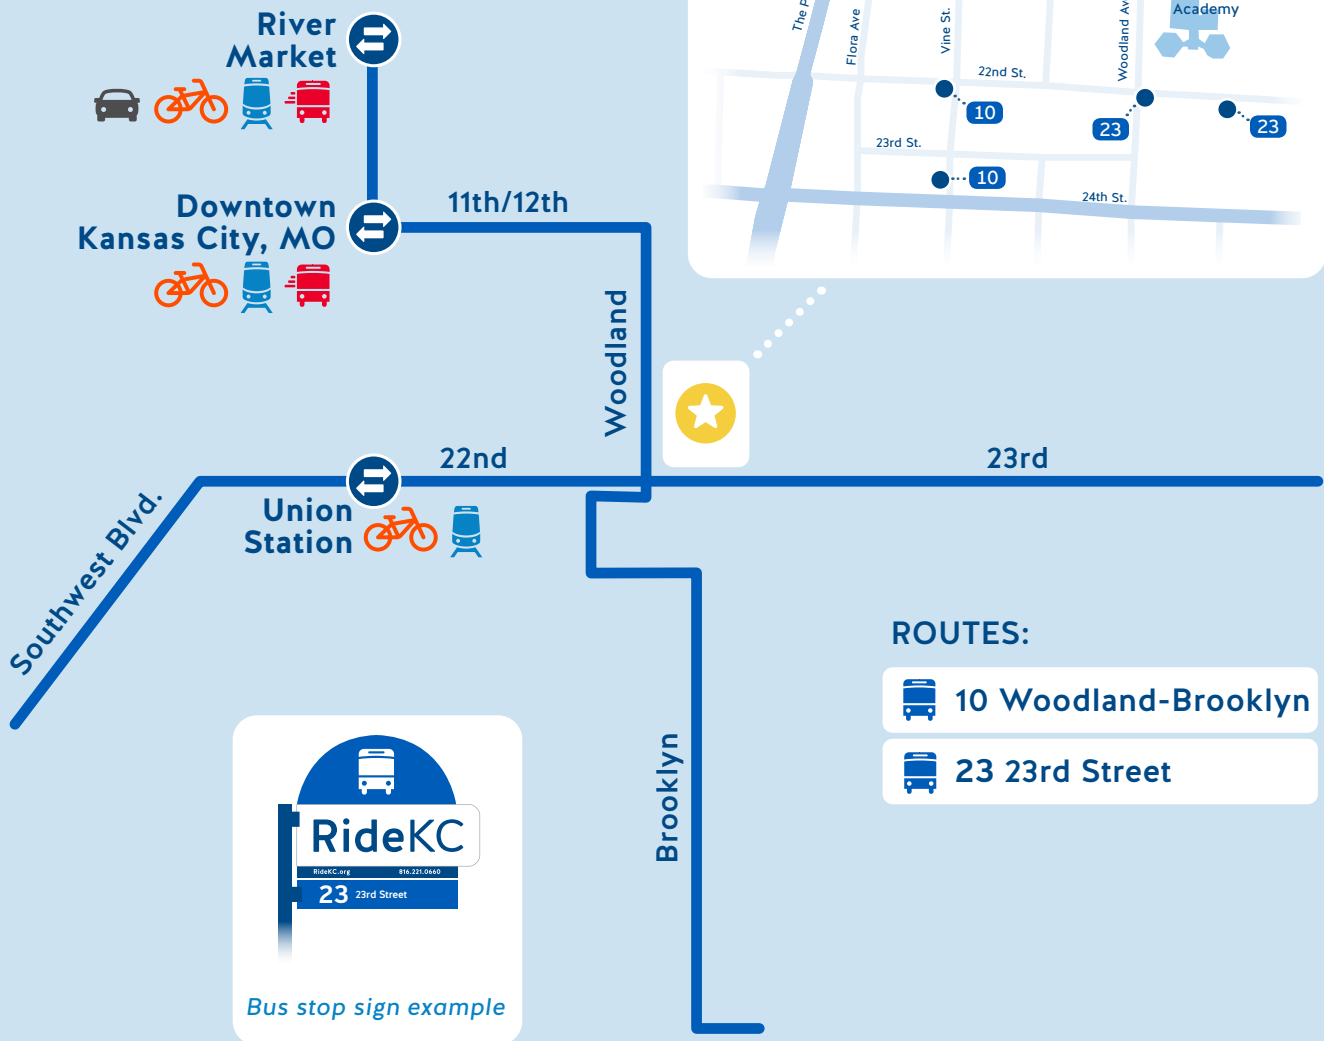 River
Market
Downtown
Kansas City, MO
11th/12th
Woodland
22nd
23rd
Union
Station
Southwest Blvd.
Brooklyn
The
Flora Ave
Vine St.
Woodland
Academy
22nd St.
10
23
23
23rd St.
10
24th St.
ROUTES:
10 Woodland-Brooklyn
23 23rd Street
RideKC
RideKC.org 816.221.0660
23 23rd Street
Bus stop sign example